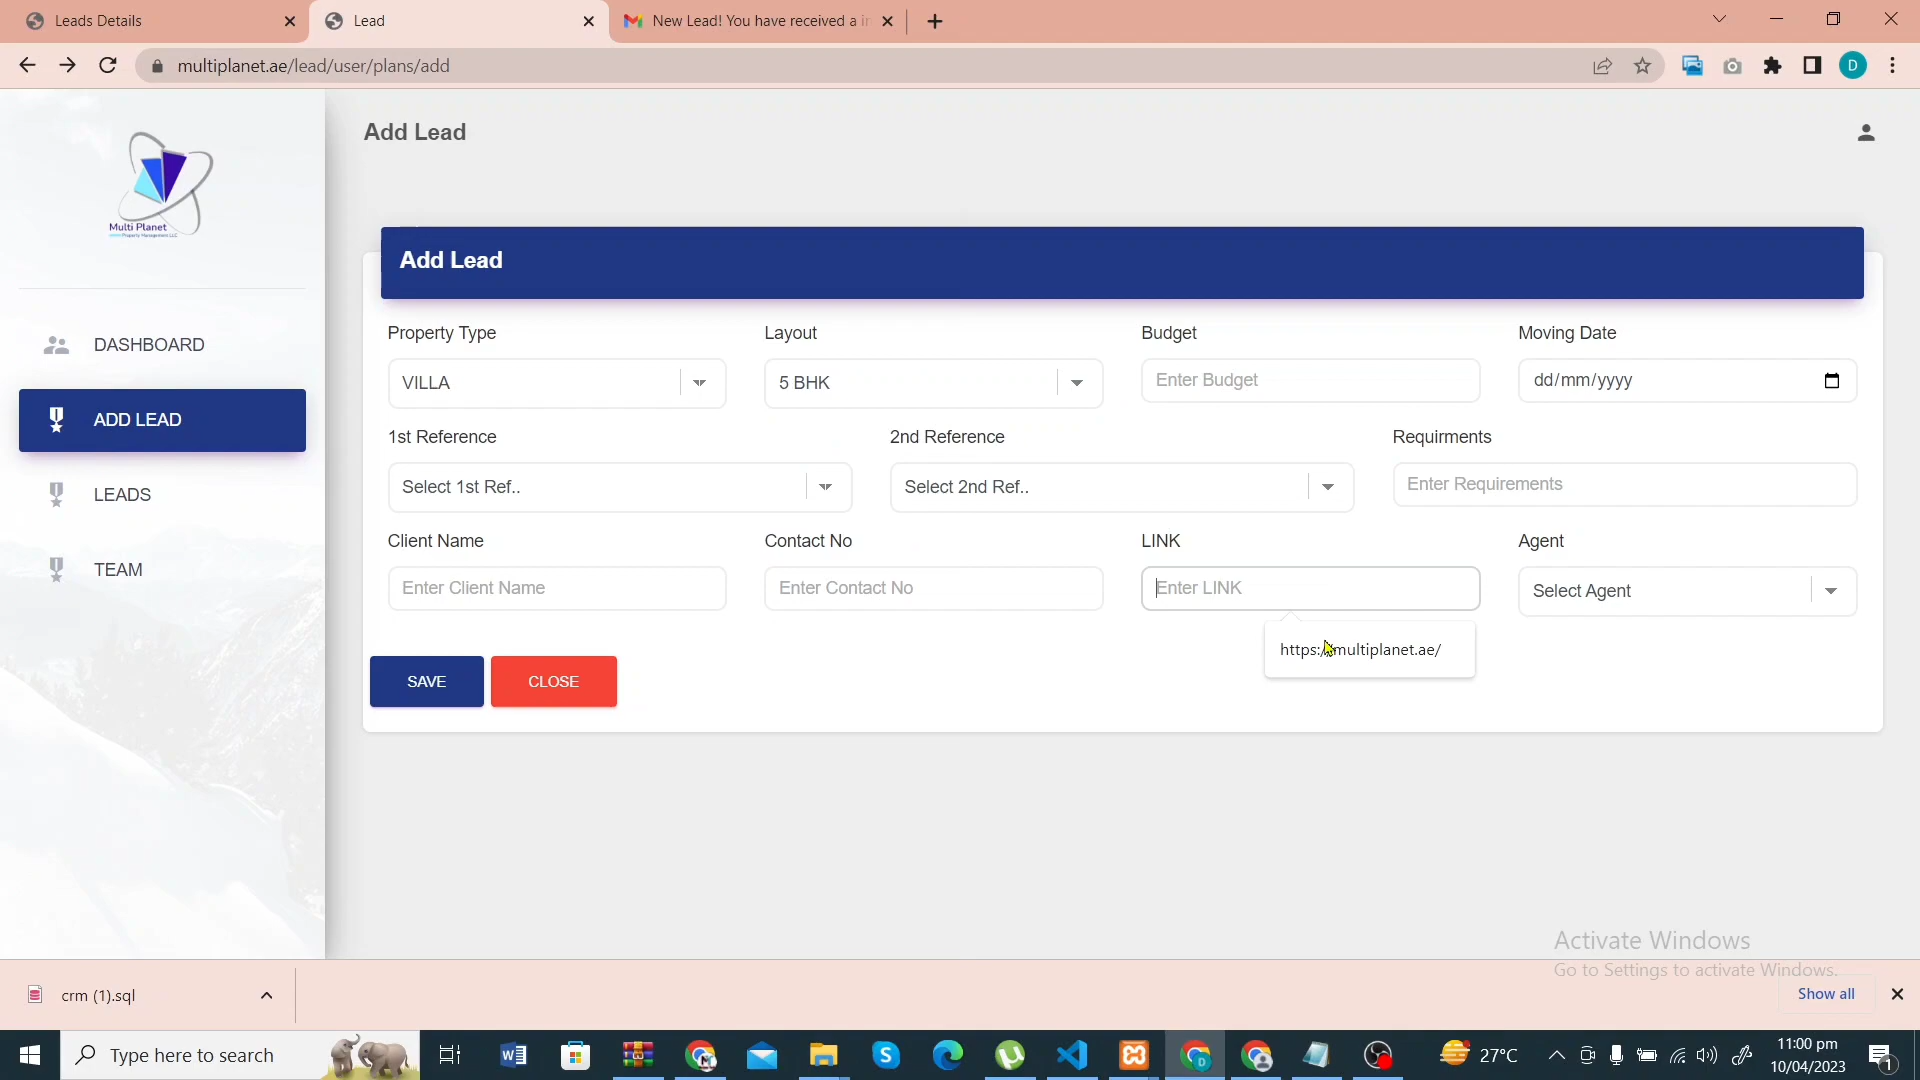 Leads Details
Lead
New Lead! You have received a i
multiplanet.ae/lead/user/plans/add
D
Multi Planet
Property Management LLC
Add Lead
DASHBOARD
ADD LEAD
LEADS
TEAM
Add Lead
Property Type
Layout
Budget
Moving Date
VILLA
5 BHK
Enter Budget
dd/mm/yyyy
1st Reference
2nd Reference
Requirments
Select 1st Ref..
Select 2nd Ref..
Enter Requirements
Client Name
Contact No
LINK
Agent
Enter Client Name
Enter Contact No
Enter LINK
Select Agent
https://multiplanet.ae/
SAVE
CLOSE
Activate Windows
Go to Settings to activate Windows.
crm (1).sql
Show all
Type here to search
27°C
11:00 pm
10/04/2023
1